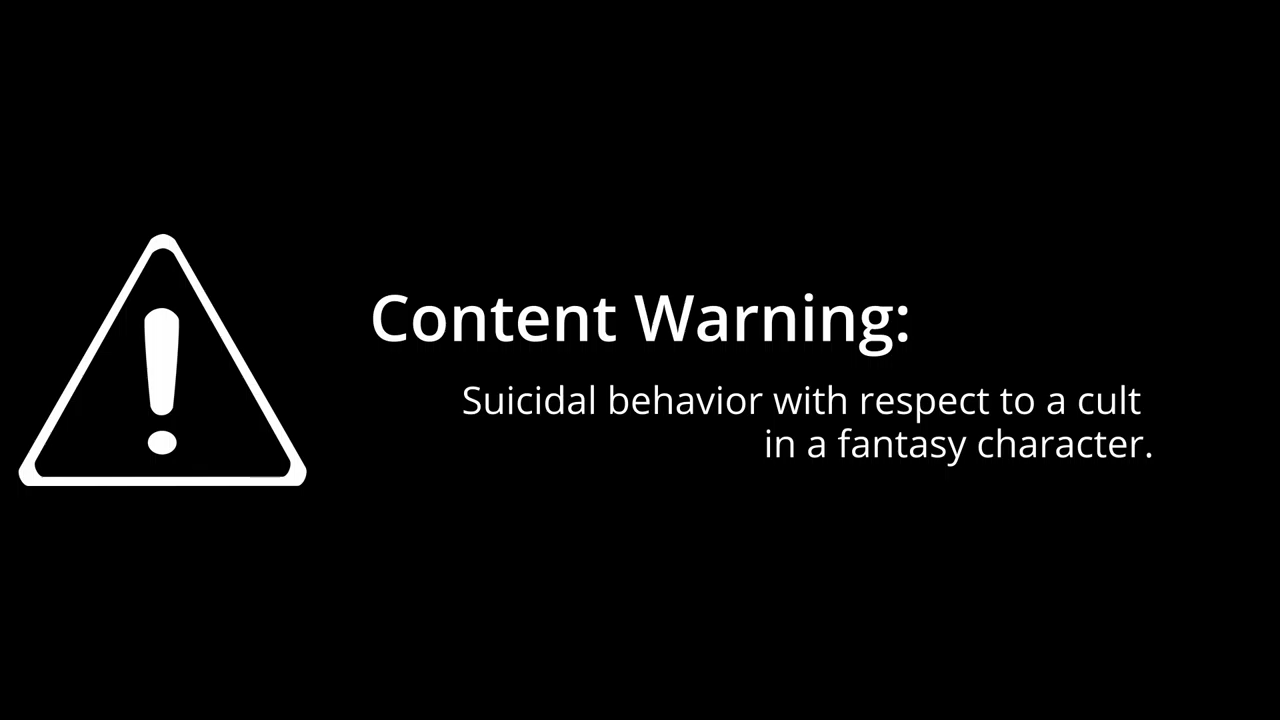 Content Warning:
Suicidal behavior with respect to a cult
in a fantasy character.